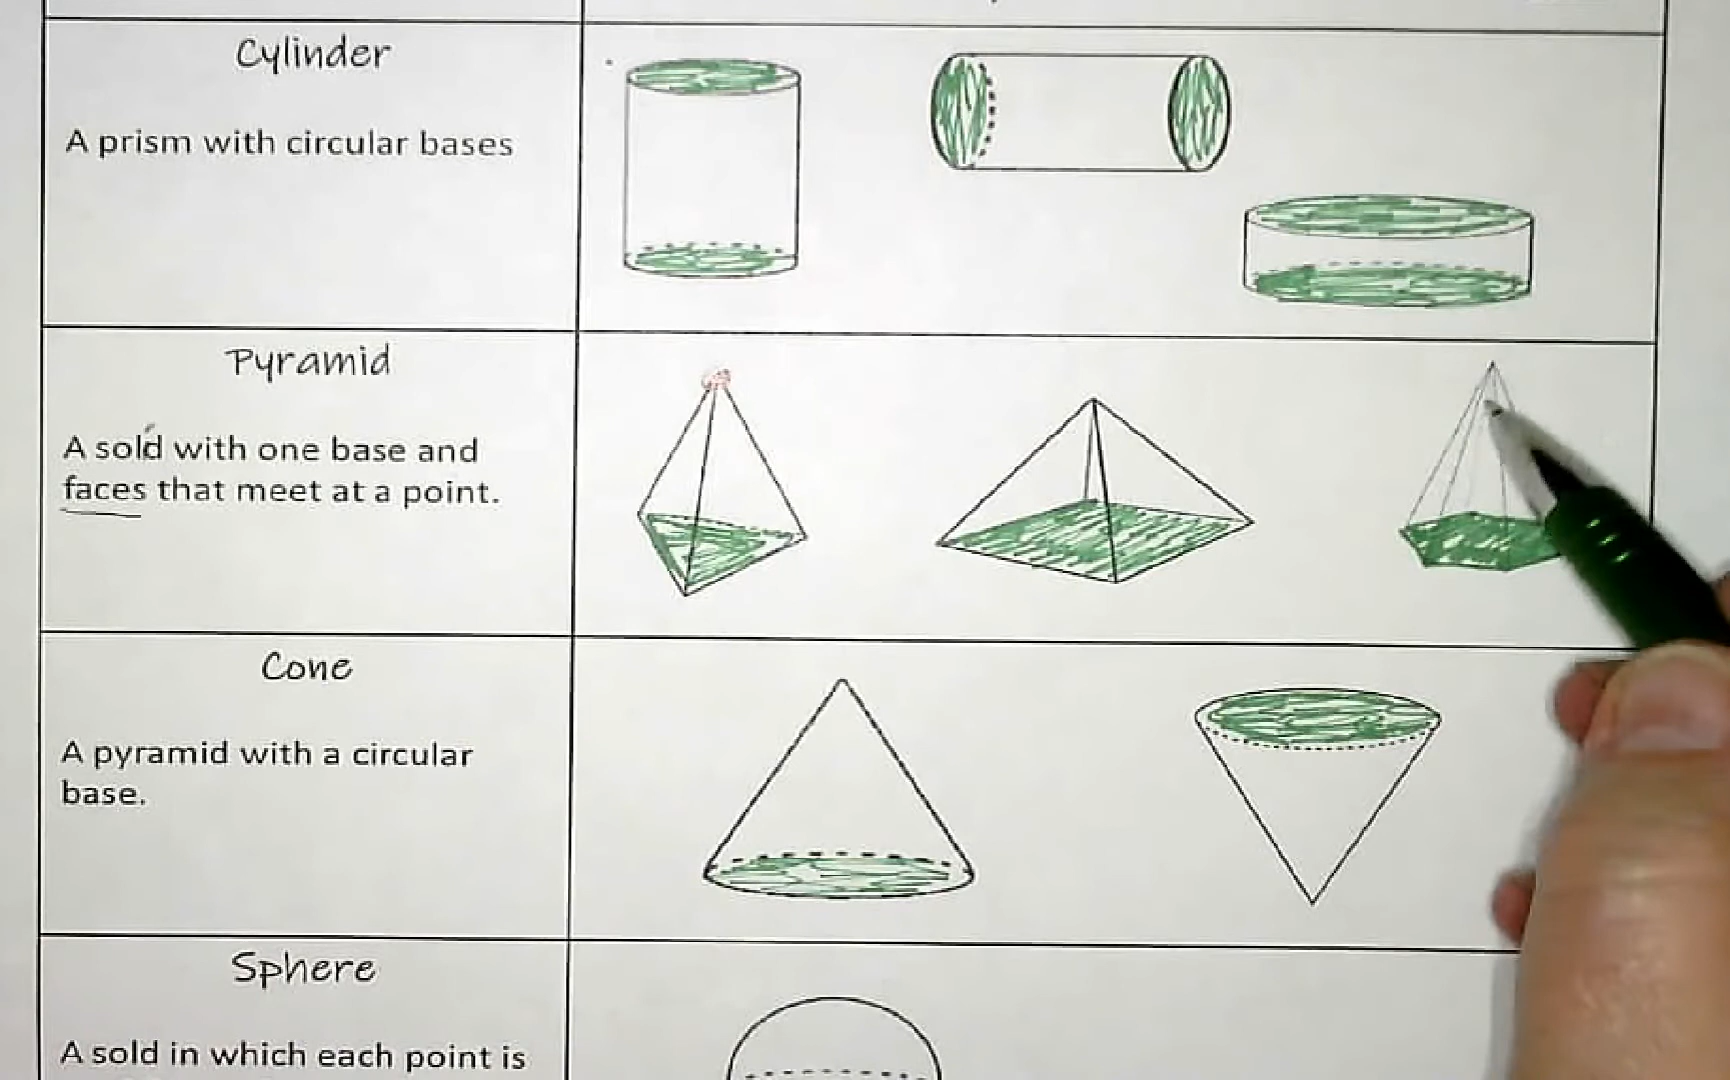 Cylinder
A prism with circular bases
Pyramid
A sold with one base and
faces that meet at a point.
Cone
A pyramid with a circular
base.
Sphere
A sold in which each point is